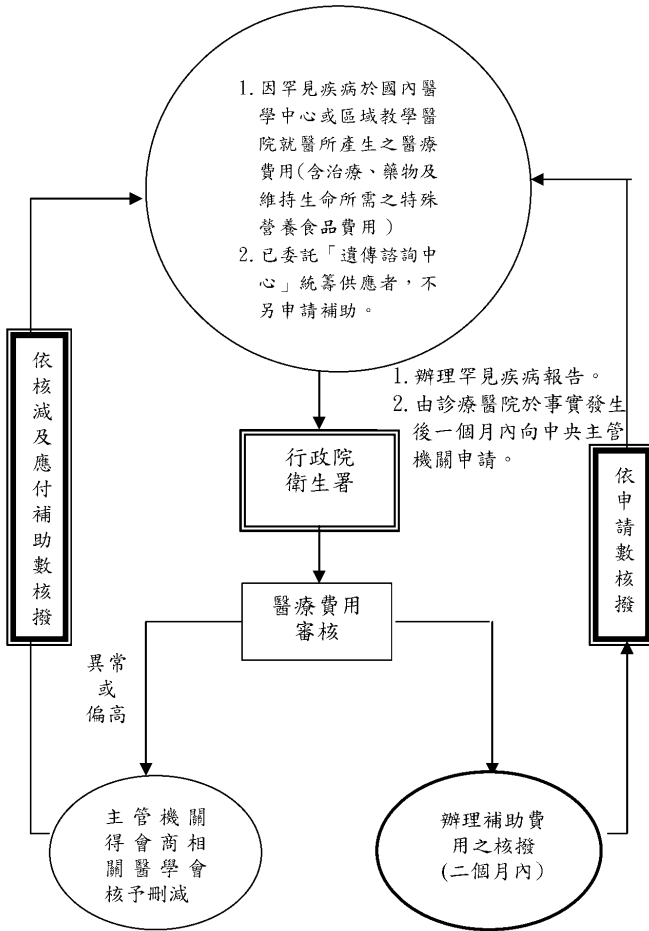 1. 因罕見疾病於國內醫
學中心或區域教學醫
院就醫所產生之醫療
費用(含治療、藥物及
維持生命所需之特殊
營養食品費用)
2. 已委託「遺傳諮詢中
心」統籌供應者，不
另申請補助。
1. 辦理罕見疾病報告。
2. 由診療醫院於事實發生
後一個月內向中央主管
機關申請。
依核減及應付補助數核撥
行政院
衛生署
依申請數核撥
醫療費用
審核
異常
或
偏高
主管機關
得會商相
關醫學會
核予刪減
辦理補助費
用之核撥
(二個月內)